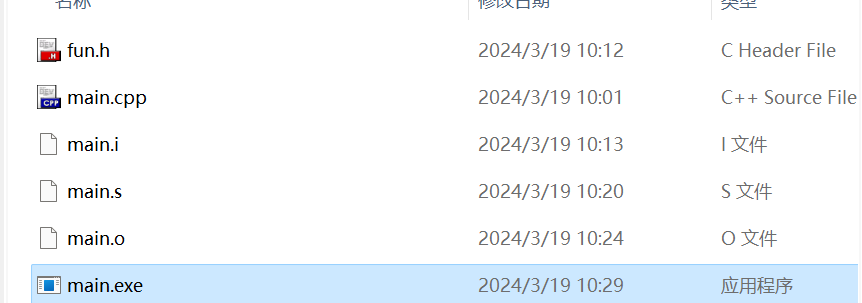 名称 修改日期 类型
fun.h 2024/3/19 10:12 C Header File
main.cpp 2024/3/19 10:01 C++ Source File
main.i 2024/3/19 10:13 I 文件
main.s 2024/3/19 10:20 S 文件
main.o 2024/3/19 10:24 O 文件
main.exe 2024/3/19 10:29 应用程序